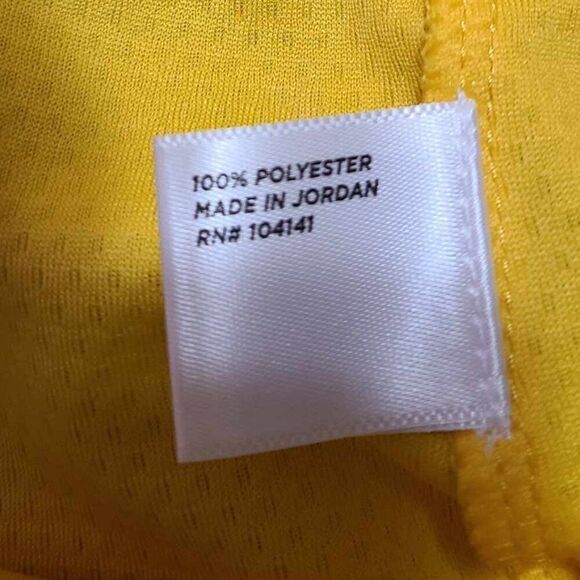 100% POLYESTER
MADE IN JORDAN
RN# 104141